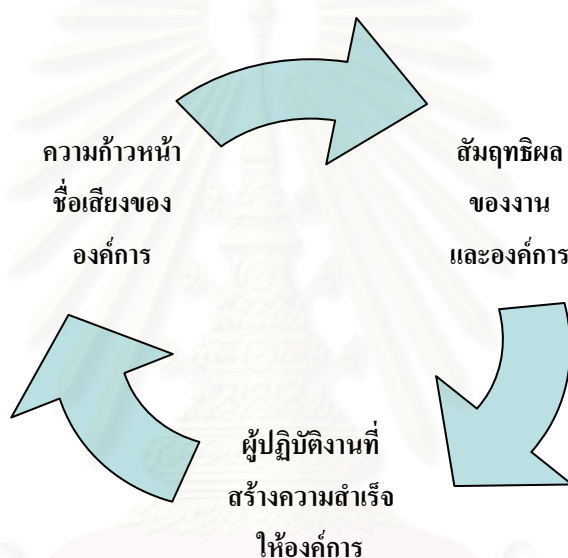 ความก้าวหน้า
ชื่อเสียงของ
องค์การ
สัมฤทธิผล
ของงาน
และองค์การ
ผู้ปฏิบัติงานที่
สร้างความสำเร็จ
ให้องค์การ